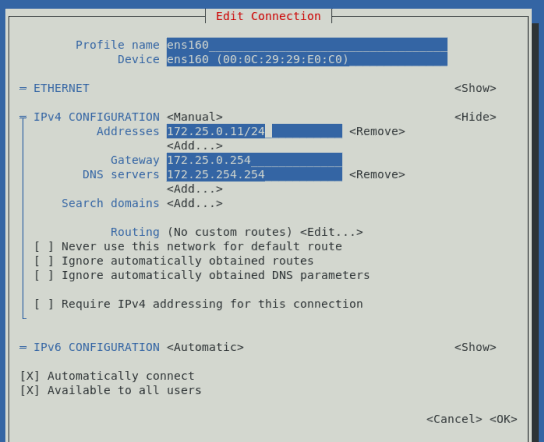 Edit Connection
Profile name ens160
Device ens160 (00:0C:29:29:E0:C0)
= ETHERNET <Show>
= IPv4 CONFIGURATION <Manual> <Hide>
Addresses 172.25.0.11/24 <Remove>
<Add...>
Gateway 172.25.0.254
DNS servers 172.25.254.254 <Remove>
<Add...>
Search domains <Add...>
Routing (No custom routes) <Edit...>
[ ] Never use this network for default route
[ ] Ignore automatically obtained routes
[ ] Ignore automatically obtained DNS parameters
[ ] Require IPv4 addressing for this connection
= IPv6 CONFIGURATION <Automatic> <Show>
[X] Automatically connect
[X] Available to all users
<Cancel> <OK>